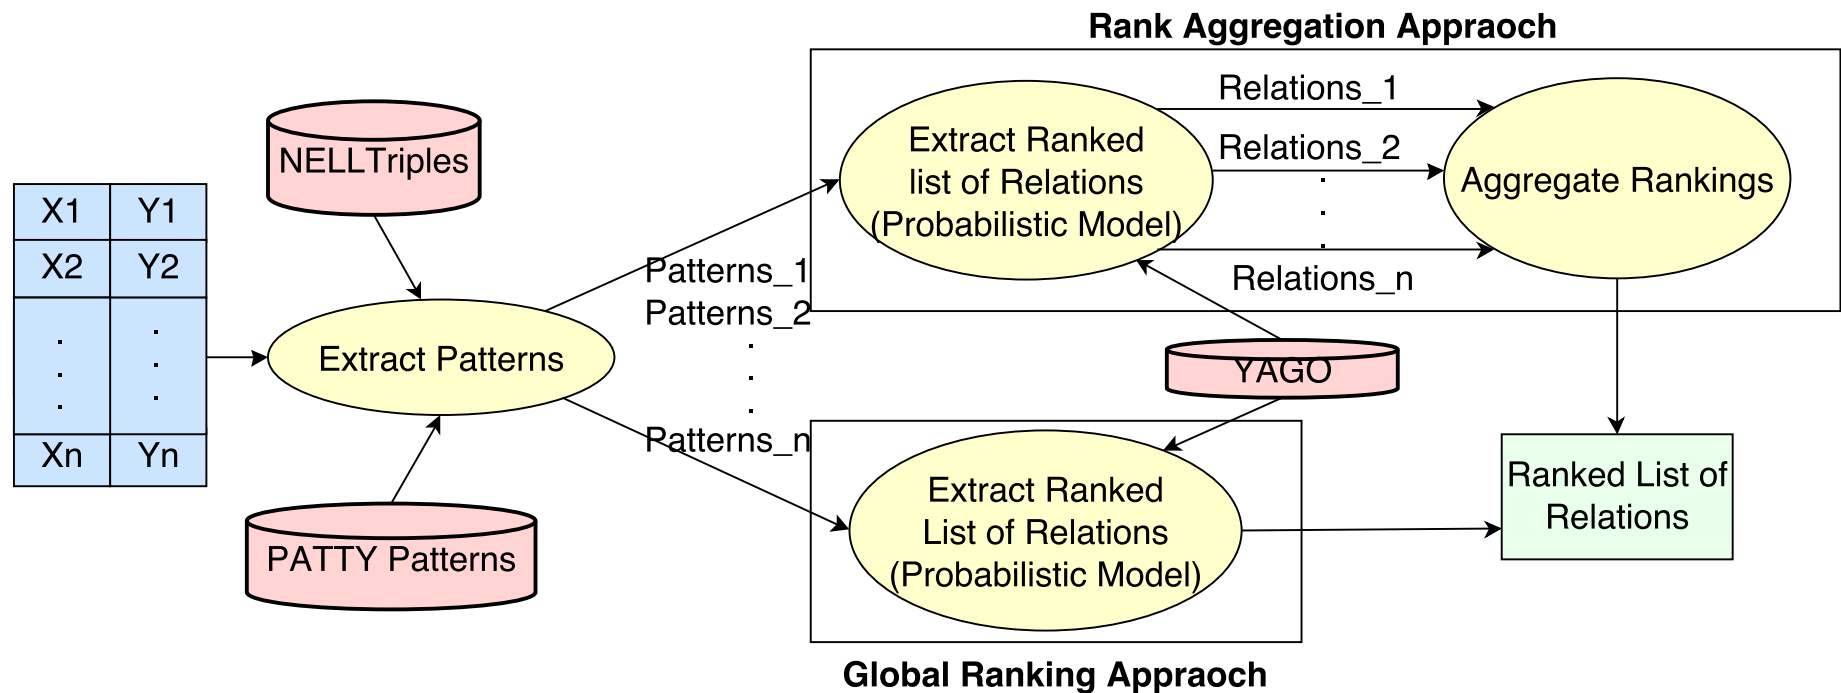 Rank Aggregation Appraoch
NELLTriples
X1 Y1
X2 Y2
. .
. .
. .
Xn Yn
Extract Patterns
PATTY Patterns
Patterns_1
Patterns_2
.
.
.
Patterns_n
Extract Ranked
list of Relations
(Probabilistic Model)
Relations_1
Relations_2
.
.
.
Relations_n
Aggregate Rankings
YAGO
Extract Ranked
List of Relations
(Probabilistic Model)
Ranked List of
Relations
Global Ranking Appraoch